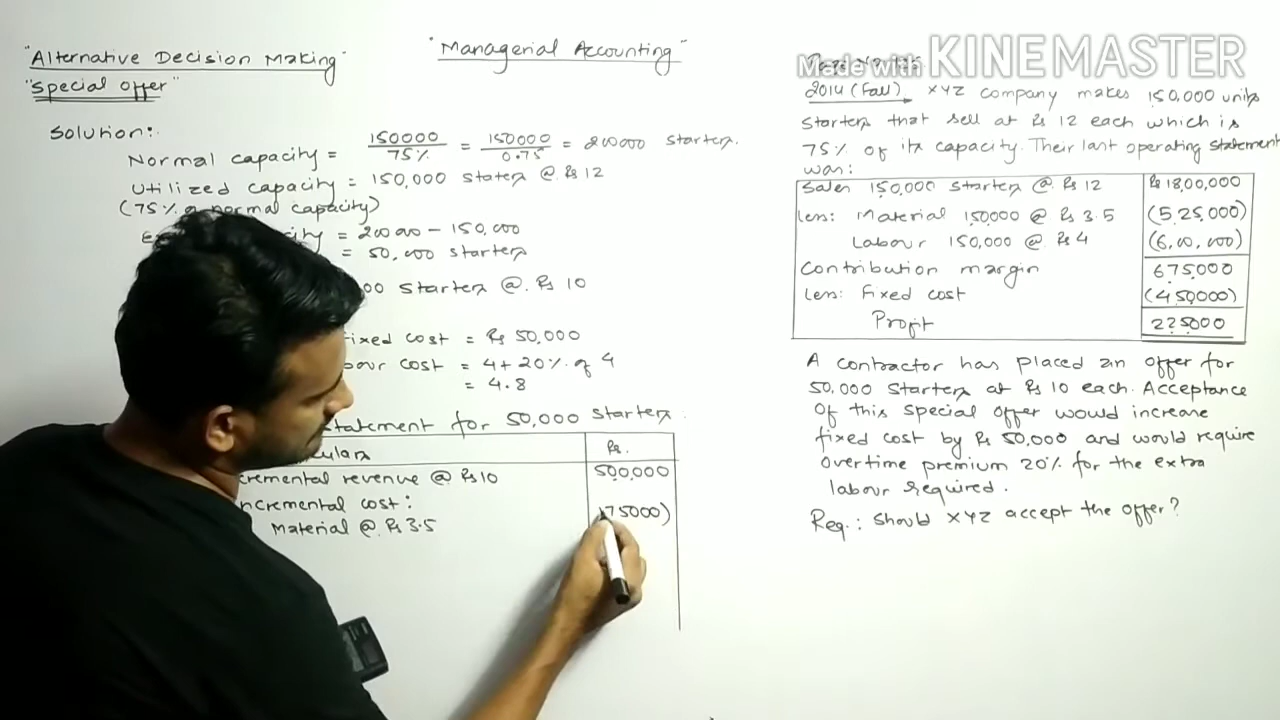 "Alternative Decision Making"
"Special Offer"
"Managerial Accounting"
Made with KINEMASTER
Solution:
Normal capacity = 150000/75% = 150000/0.75 = 200000 starters.
Utilized capacity = 150,000 staters @ Rs 12
(75% of normal capacity)
= 200000 - 150,000
= 50,000 starters
starters @ Rs 10
fixed cost = Rs 50,000
cost = 4 + 20% of 4
= 4.8
for 50,000 starters
Rs.
revenue @ Rs 10 500,000
cost:
Material @ Rs 3.5 175000)
2014 (Fall) XYZ company makes 150,000 units
starters that sell at Rs 12 each which is
75% of its capacity. Their last operating statement
was:
Sales 150,000 starters @ Rs 12 Rs 18,00,000
less: Material 150,000 @ Rs 3.5 (5,25,000)
Labour 150,000 @ Rs 4 (6,00,000)
Contribution margin 675,000
less: Fixed cost (450,000)
Profit 225000
A contractor has placed an offer for
50,000 starters at Rs 10 each. Acceptance
of this special offer would increase
fixed cost by Rs 50,000 and would require
overtime premium 20% for the extra
labour required.
Req.: Should XYZ accept the offer?